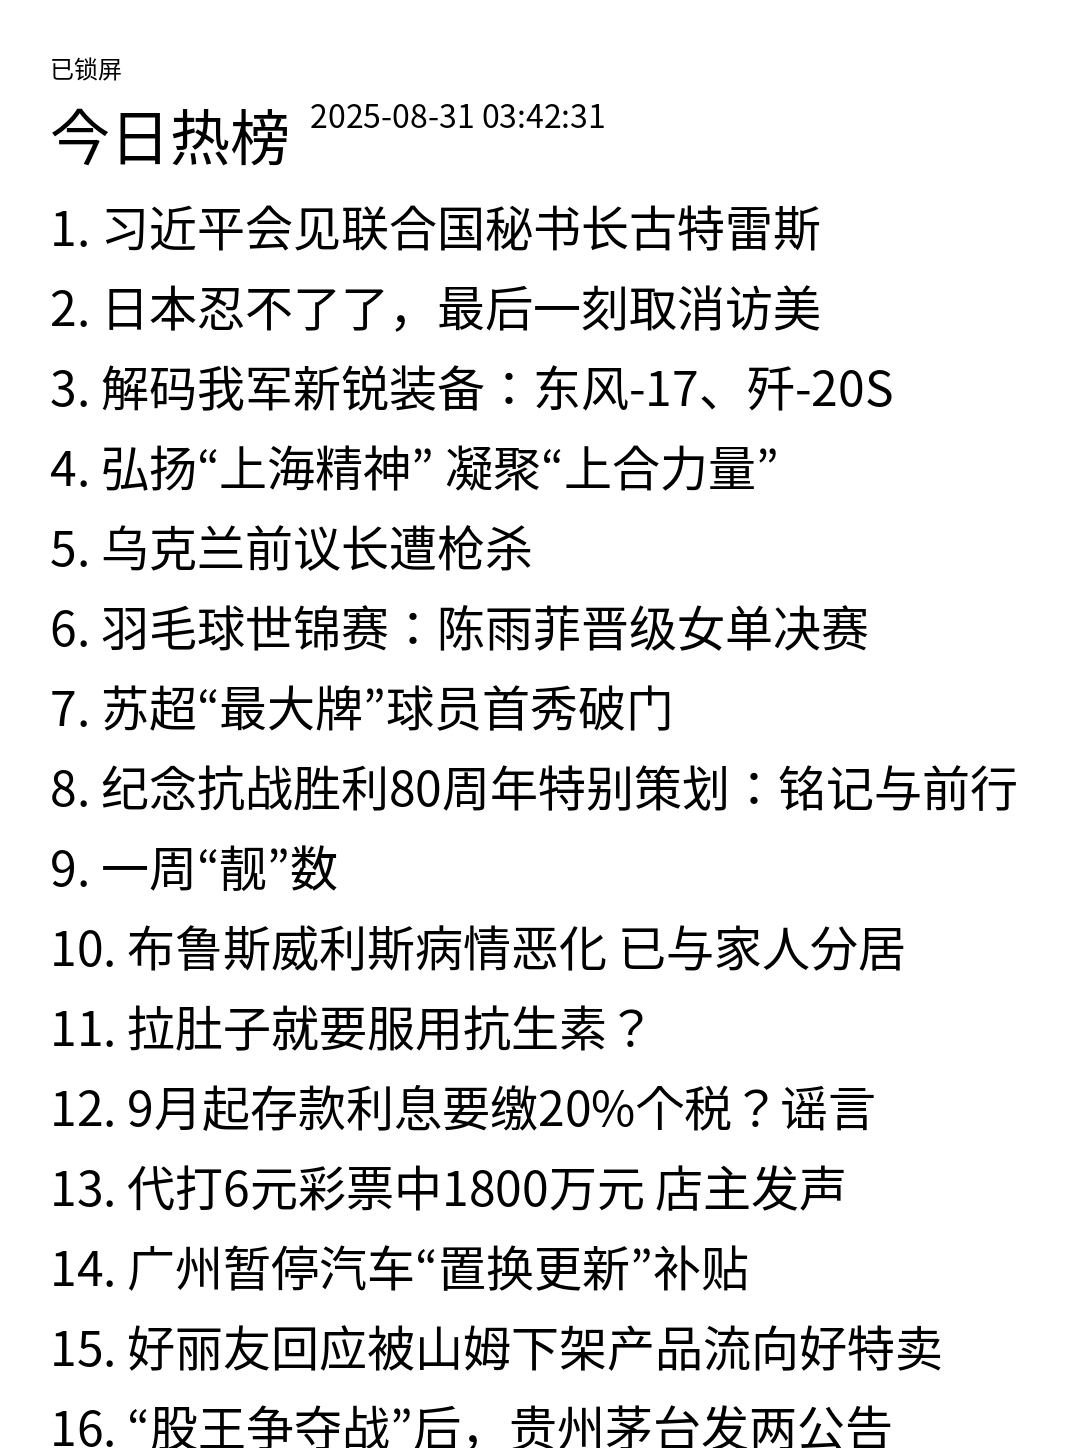 已锁屏
今日热榜 2025-08-31 03:42:31
1. 习近平会见联合国秘书长古特雷斯
2. 日本忍不了了，最后一刻取消访美
3. 解码我军新锐装备：东风-17、歼-20S
4. 弘扬“上海精神” 凝聚“上合力量”
5. 乌克兰前议长遭枪杀
6. 羽毛球世锦赛：陈雨菲晋级女单决赛
7. 苏超“最大牌”球员首秀破门
8. 纪念抗战胜利80周年特别策划：铭记与前行
9. 一周“靓”数
10. 布鲁斯威利斯病情恶化 已与家人分居
11. 拉肚子就要服用抗生素？
12. 9月起存款利息要缴20%个税？谣言
13. 代打6元彩票中1800万元 店主发声
14. 广州暂停汽车“置换更新”补贴
15. 好丽友回应被山姆下架产品流向好特卖
16. “股王争夺战”后，贵州茅台发两公告